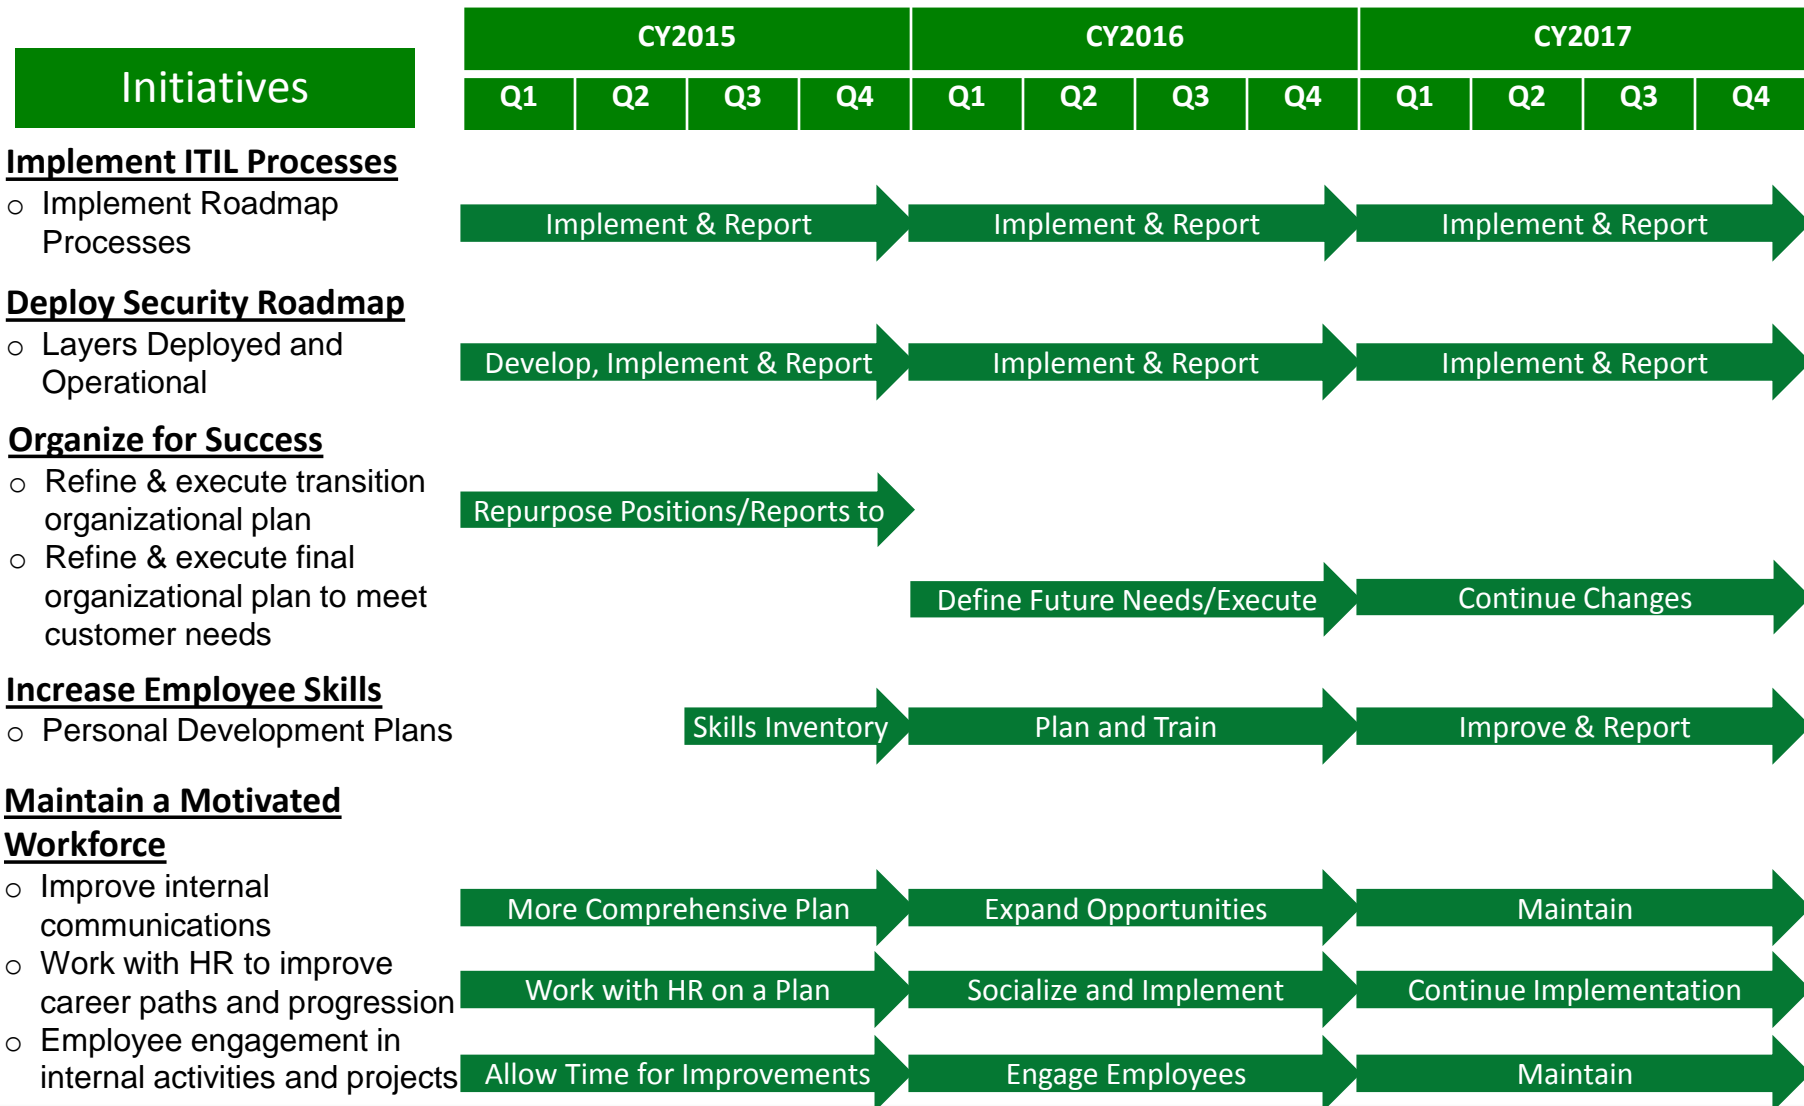 CY2015 CY2016 CY2017
Initiatives
Q1 Q2 Q3 Q4 Q1 Q2 Q3 Q4 Q1 Q2 Q3 Q4
Implement ITIL Processes
o Implement Roadmap
Processes
Implement & Report Implement & Report Implement & Report
Deploy Security Roadmap
o Layers Deployed and
Operational
Develop, Implement & Report Implement & Report Implement & Report
Organize for Success
o Refine & execute transition
organizational plan
Repurpose Positions/Reports to
o Refine & execute final
organizational plan to meet
customer needs
Define Future Needs/Execute Continue Changes
Increase Employee Skills
o Personal Development Plans
Skills Inventory Plan and Train Improve & Report
Maintain a Motivated
Workforce
o Improve internal
communications
More Comprehensive Plan Expand Opportunities Maintain
o Work with HR to improve
career paths and progression
Work with HR on a Plan Socialize and Implement Continue Implementation
o Employee engagement in
internal activities and projects
Allow Time for Improvements Engage Employees Maintain